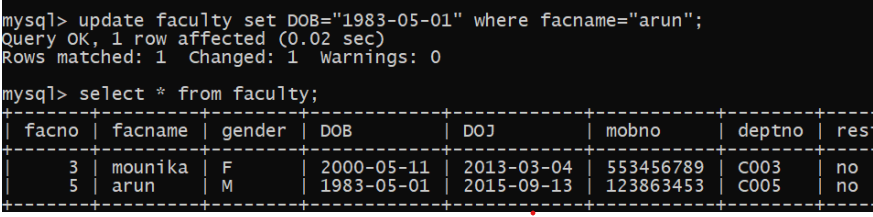 mysql> update faculty set DOB="1983-05-01" where facname="arun";
Query OK, 1 row affected (0.02 sec)
Rows matched: 1  Changed: 1  Warnings: 0
mysql> select * from faculty;
| facno | facname | gender | DOB        | DOJ        | mobno     | deptno |
|     3 | mounika | F      | 2000-05-11 | 2013-03-04 | 553456789 | C003   | no
|     5 | arun    | M      | 1983-05-01 | 2015-09-13 | 123863453 | C005   | no